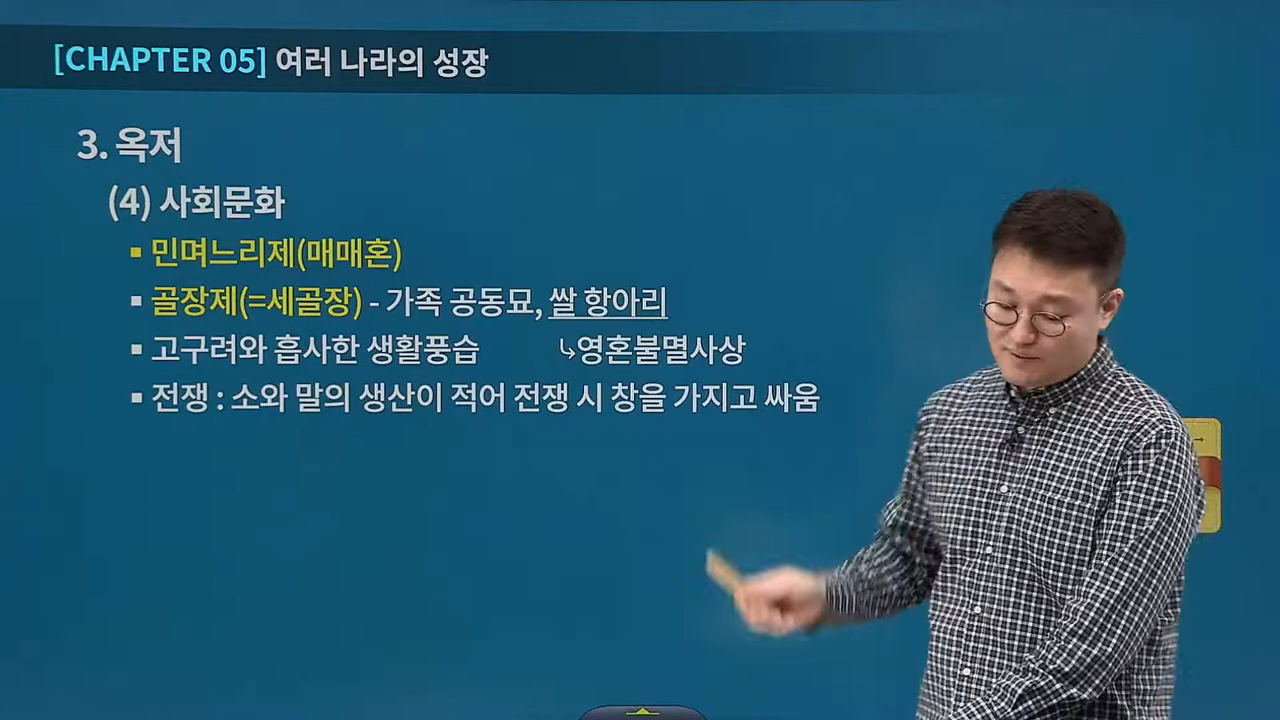 [CHAPTER 05] 여러 나라의 성장
3. 옥저
(4) 사회문화
▪ 민며느리제(매매혼)
▪ 골장제(=세골장) - 가족 공동묘, 쌀 항아리
▪ 고구려와 흡사한 생활풍습 ↳영혼불멸사상
▪ 전쟁 : 소와 말의 생산이 적어 전쟁 시 창을 가지고 싸움